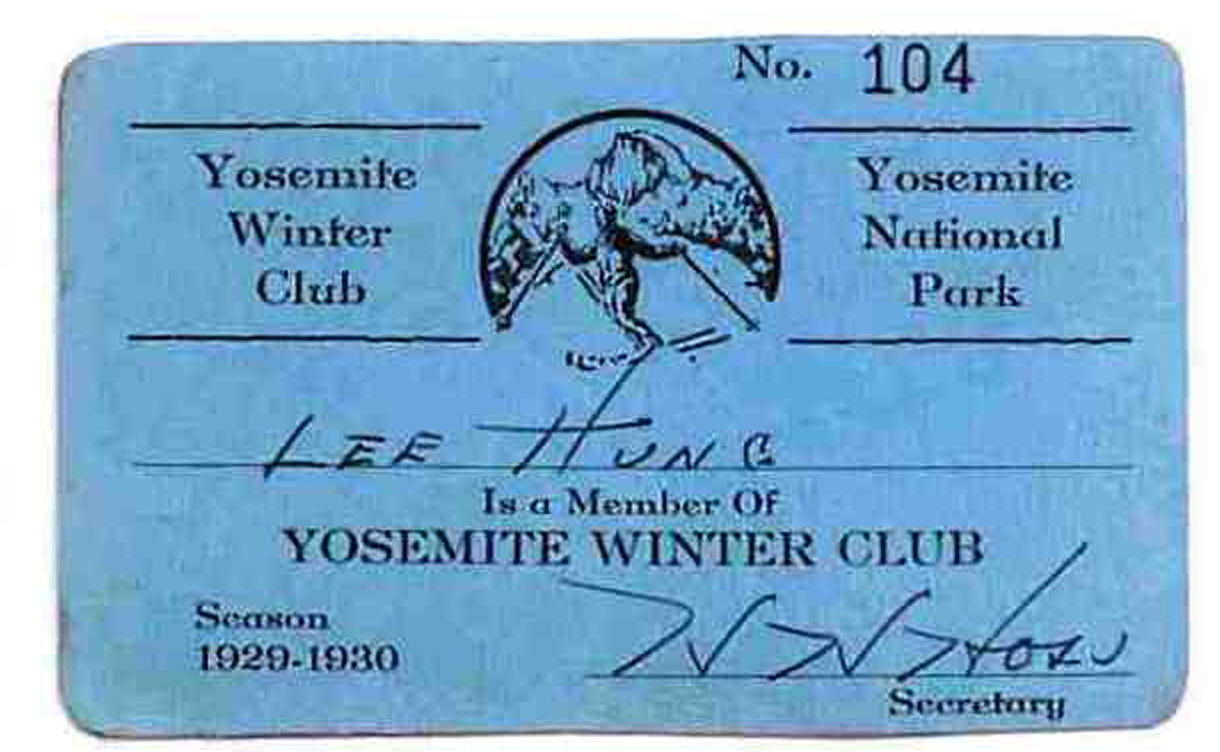 No. 104
Yosemite
Winter
Club
Yosemite
National
Park
LEE HUNG
Is a Member Of
YOSEMITE WINTER CLUB
Season
1929-1930
Secretary